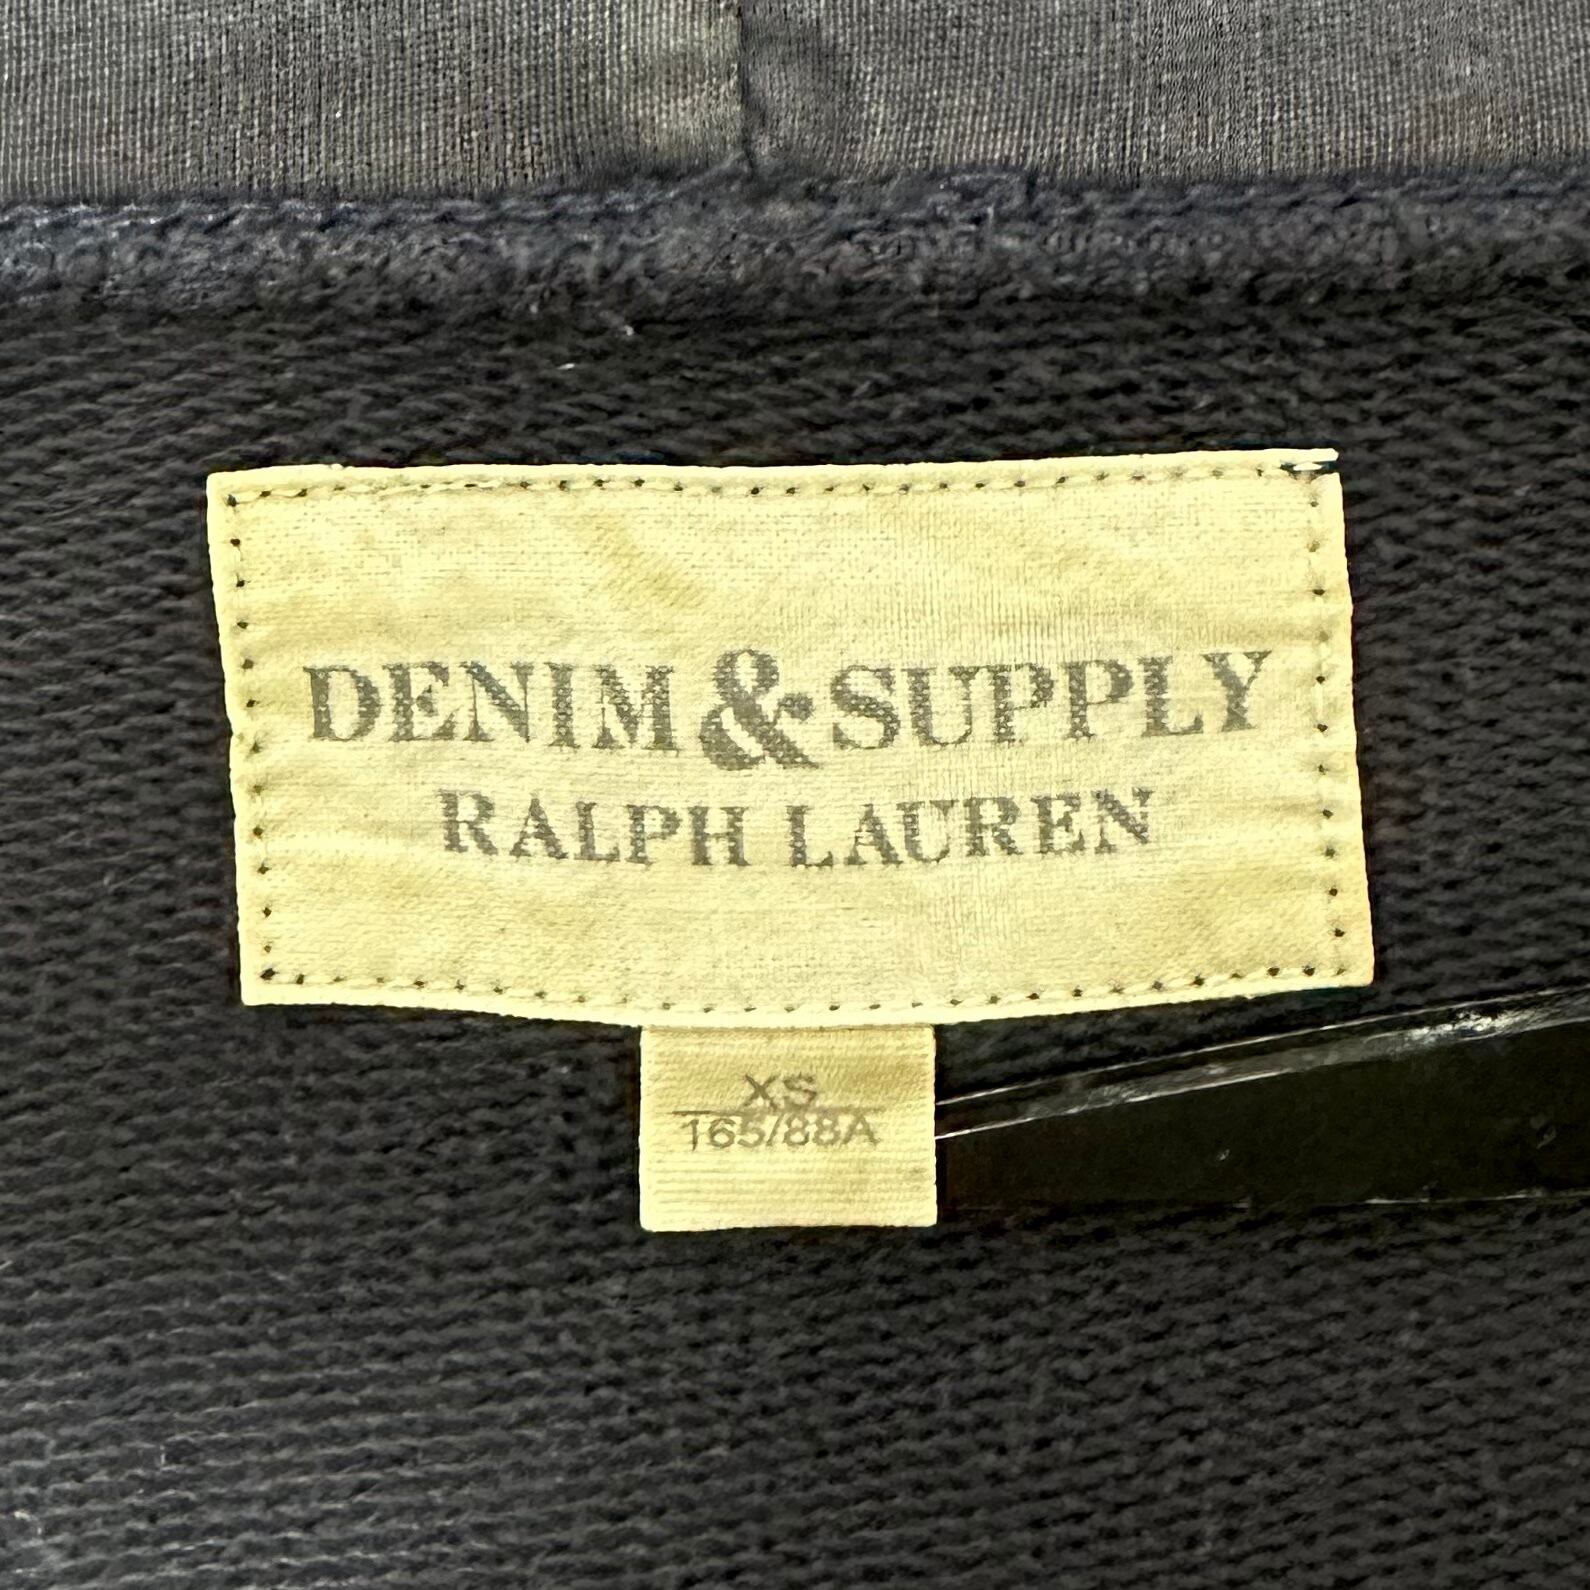 DENIM & SUPPLY
RALPH LAUREN
XS
165/88A